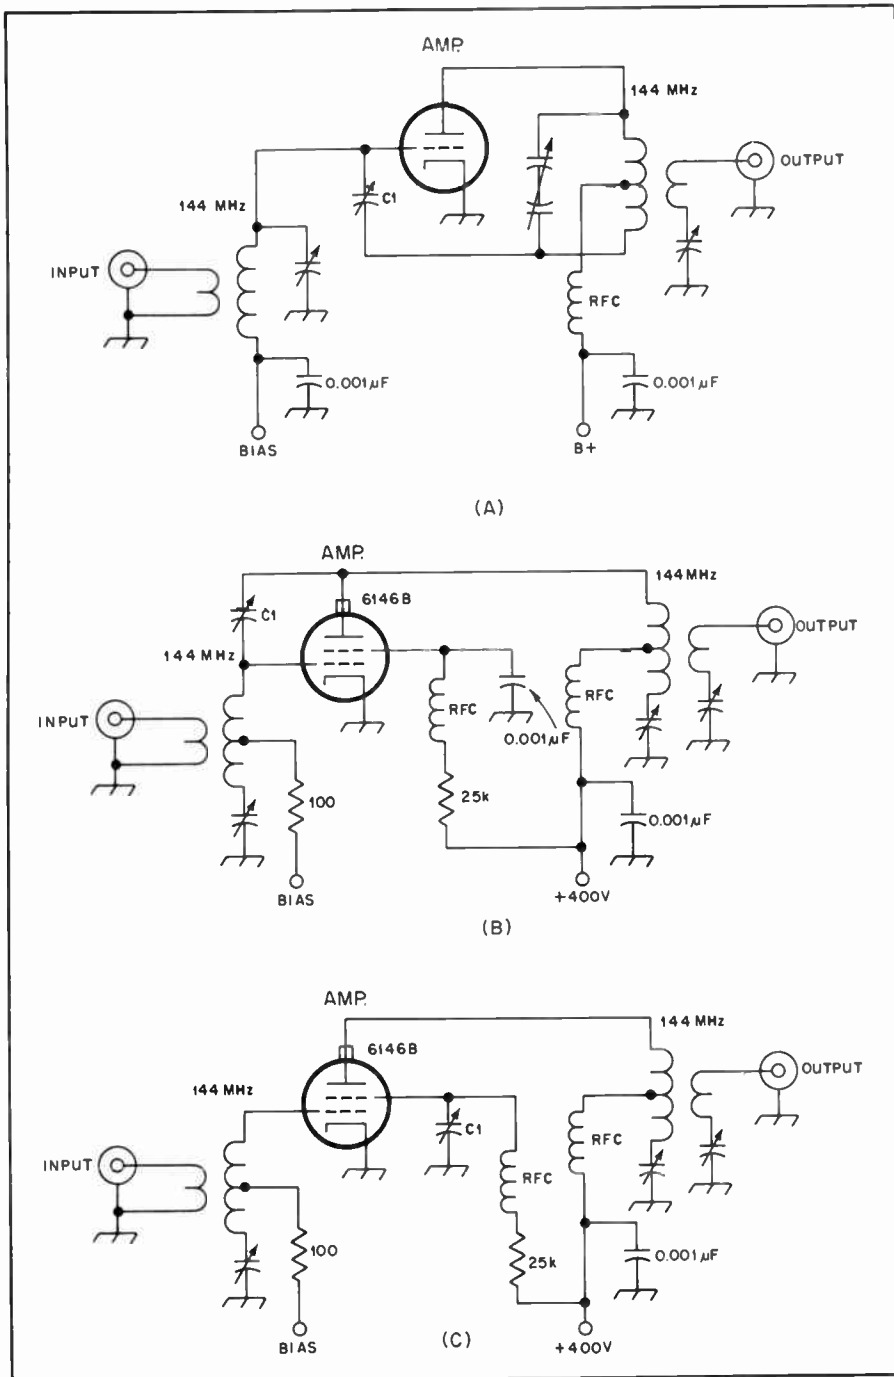 AMP.
144 MHz
OUTPUT
C1
144 MHz
INPUT
RFC
0.001µF
0.001µF
BIAS
B+
(A)
AMP.
144MHz
6146B
C1
OUTPUT
144 MHz
INPUT
RFC
RFC
0.001µF
100
25k
0.001µF
BIAS
+400V
(B)
AMP.
144 MHz
6146B
OUTPUT
144 MHz
C1
INPUT
RFC
RFC
100
25k
0.001µF
BIAS
+400V
(C)